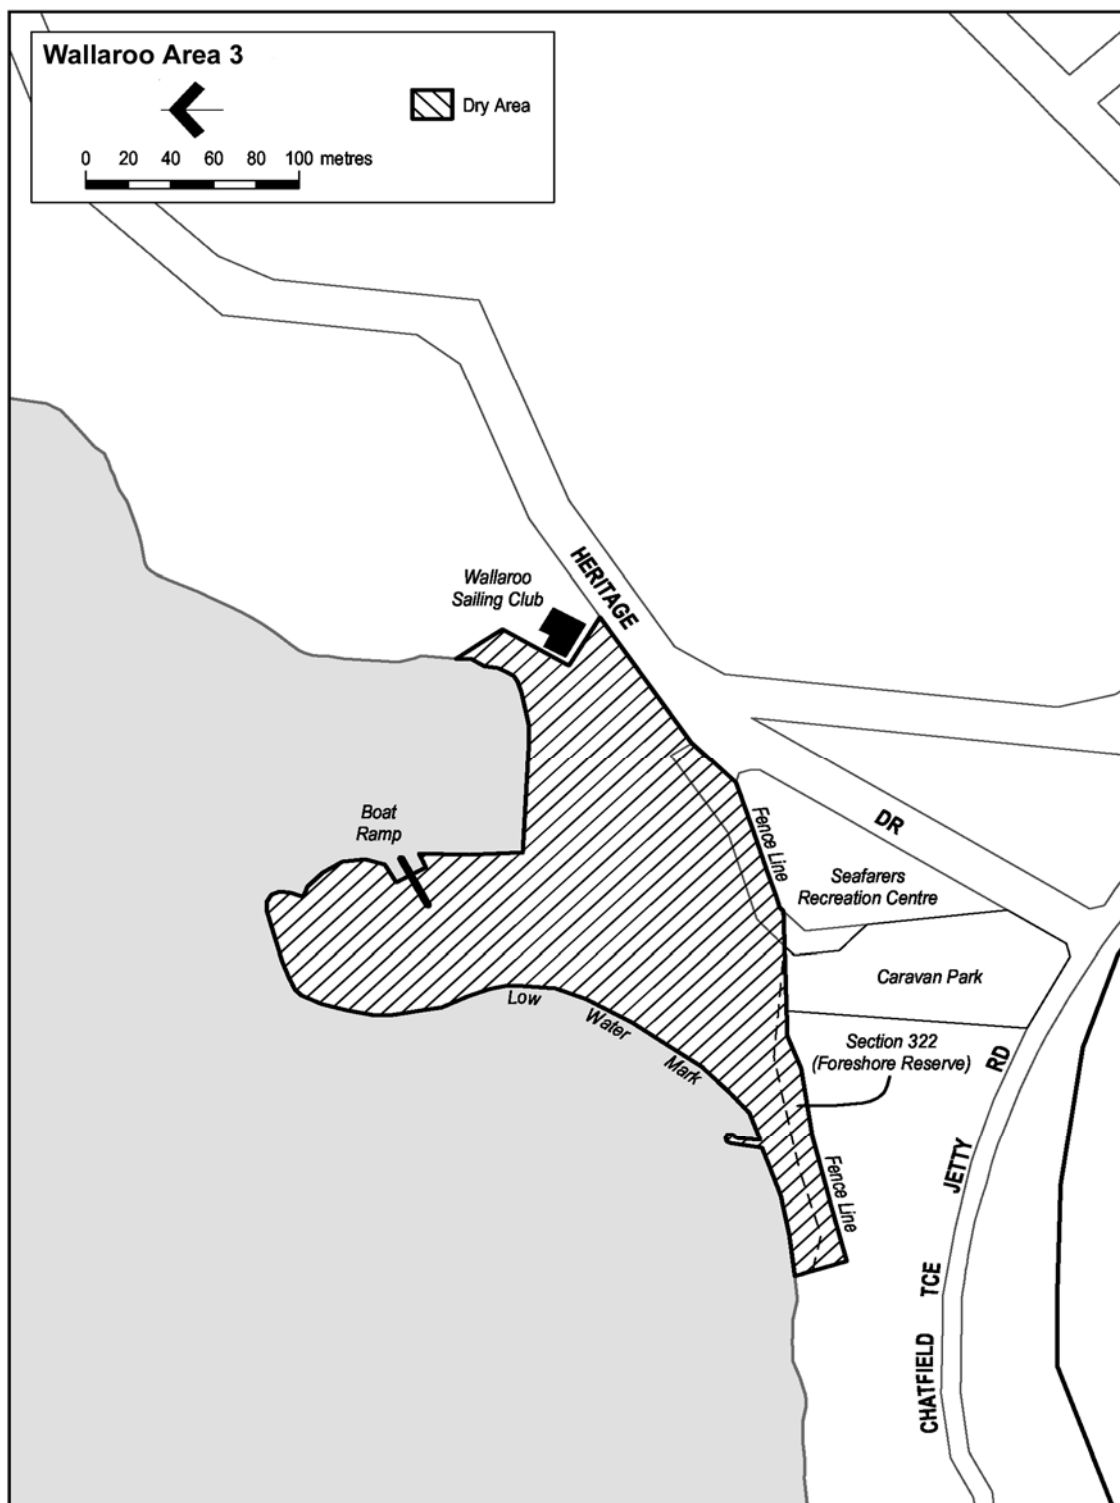 Wallaroo Area 3
Dry Area
0 20 40 60 80 100 metres
HERITAGE
Wallaroo
Sailing Club
Boat
Ramp
Fence Line
DR
Seafarers
Recreation Centre
Caravan Park
Low
Water
Mark
Section 322
(Foreshore Reserve)
RD
JETTY
Fence Line
TCE
CHATFIELD